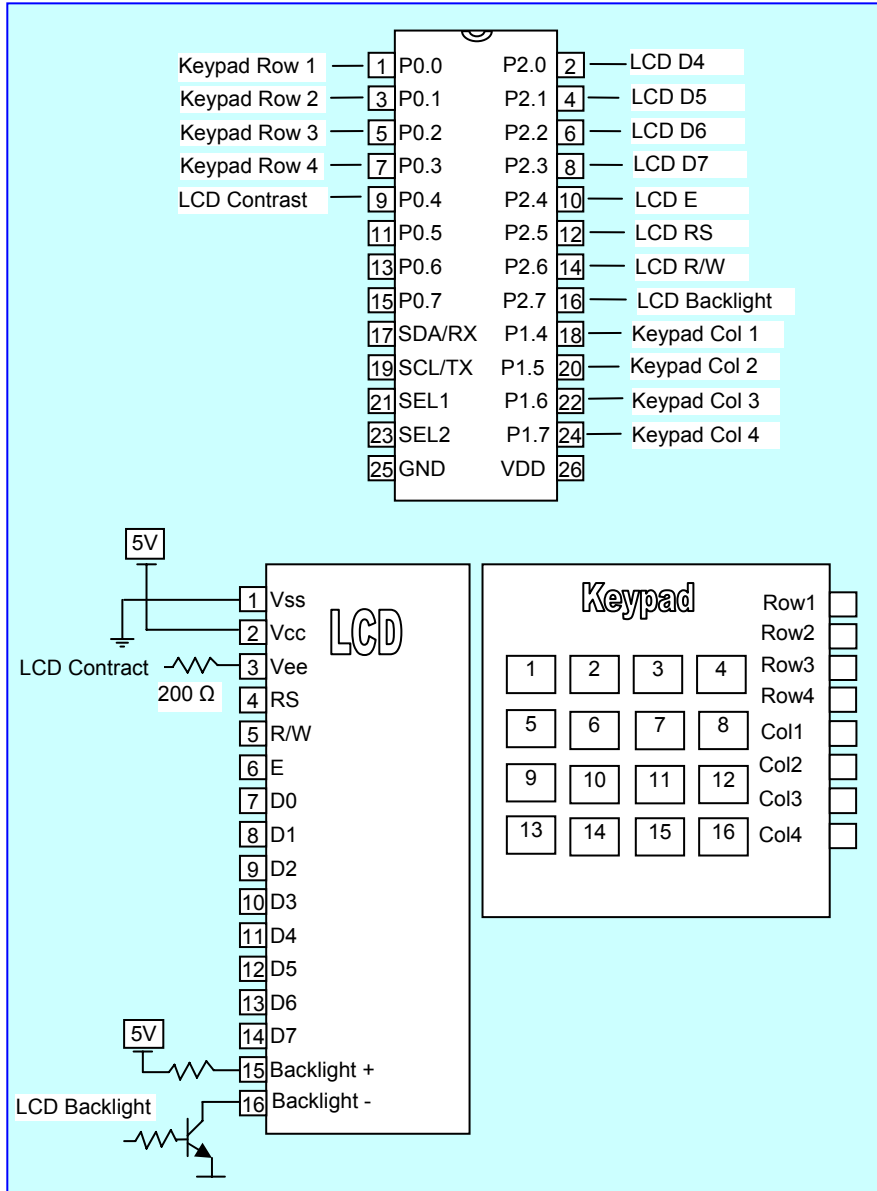 Keypad Row 1 1 P0.0 P2.0 2 LCD D4
Keypad Row 2 3 P0.1 P2.1 4 LCD D5
Keypad Row 3 5 P0.2 P2.2 6 LCD D6
Keypad Row 4 7 P0.3 P2.3 8 LCD D7
LCD Contrast 9 P0.4 P2.4 10 LCD E
11 P0.5 P2.5 12 LCD RS
13 P0.6 P2.6 14 LCD R/W
15 P0.7 P2.7 16 LCD Backlight
17 SDA/RX P1.4 18 Keypad Col 1
19 SCL/TX P1.5 20 Keypad Col 2
21 SEL1 P1.6 22 Keypad Col 3
23 SEL2 P1.7 24 Keypad Col 4
25 GND VDD 26
5V
LCD
1 Vss
2 Vcc
LCD Contract 3 Vee
200 Ω
4 RS
5 R/W
6 E
7 D0
8 D1
9 D2
10 D3
11 D4
12 D5
13 D6
14 D7
5V
15 Backlight +
16 Backlight -
LCD Backlight
Keypad
Row1
Row2
Row3
Row4
Col1
Col2
Col3
Col4
1 2 3 4
5 6 7 8
9 10 11 12
13 14 15 16